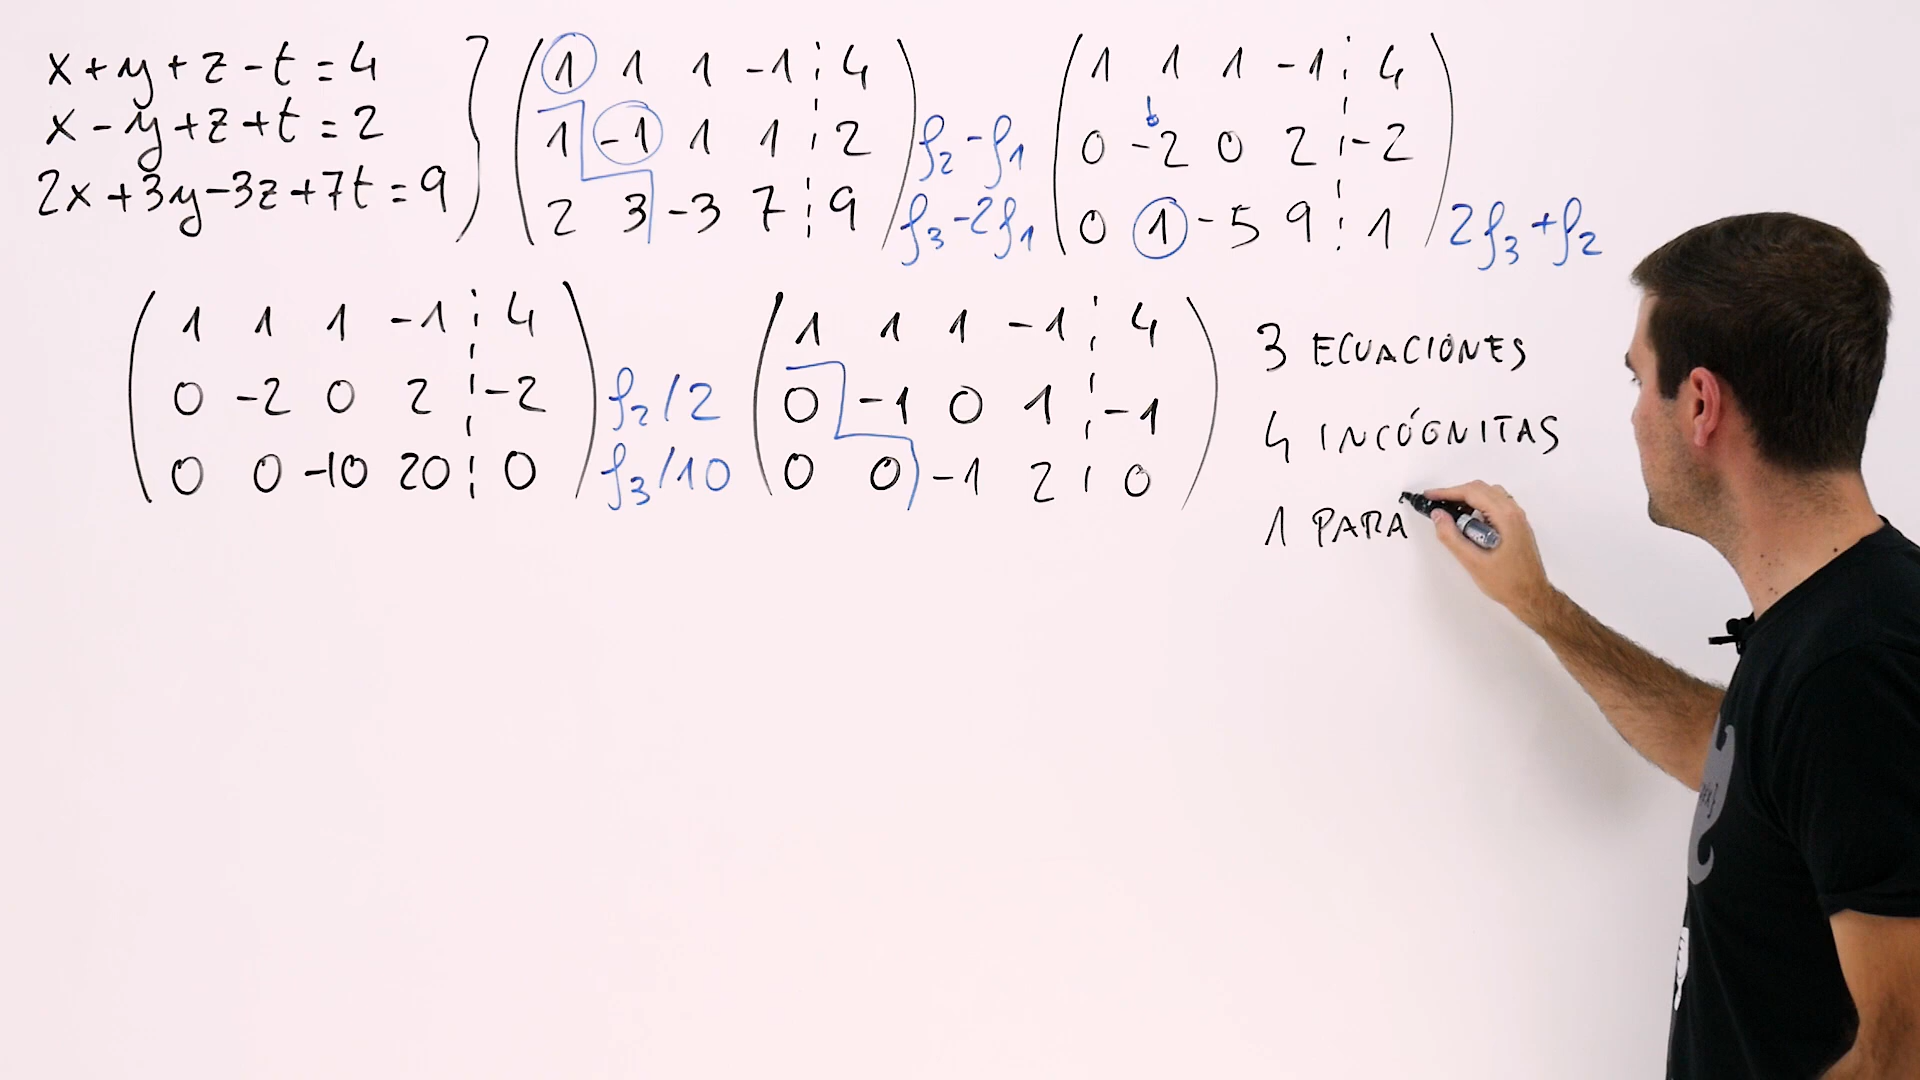 x+y+z-t=4
x-y+z+t=2
2x+3y-3z+7t=9
1 1 1 -1 4
1 -1 1 1 2
2 3 -3 7 9
f2-f1
f3-2f1
1 1 1 -1 4
0 -2 0 2 -2
0 1 -5 9 1
2f3+f2
1 1 1 -1 4
0 -2 0 2 -2
0 0 -10 20 0
f2/2
f3/10
1 1 1 -1 4
0 -1 0 1 -1
0 0 -1 2 0
3 ECUACIONES
4 INCÓGNITAS
1 PARA